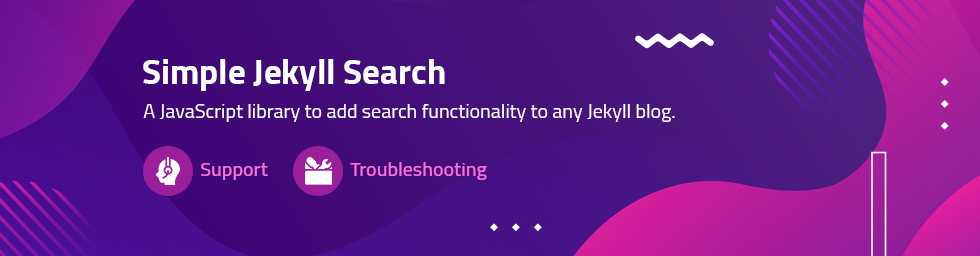 Simple Jekyll Search
A JavaScript library to add search functionality to any Jekyll blog.
Support Troubleshooting